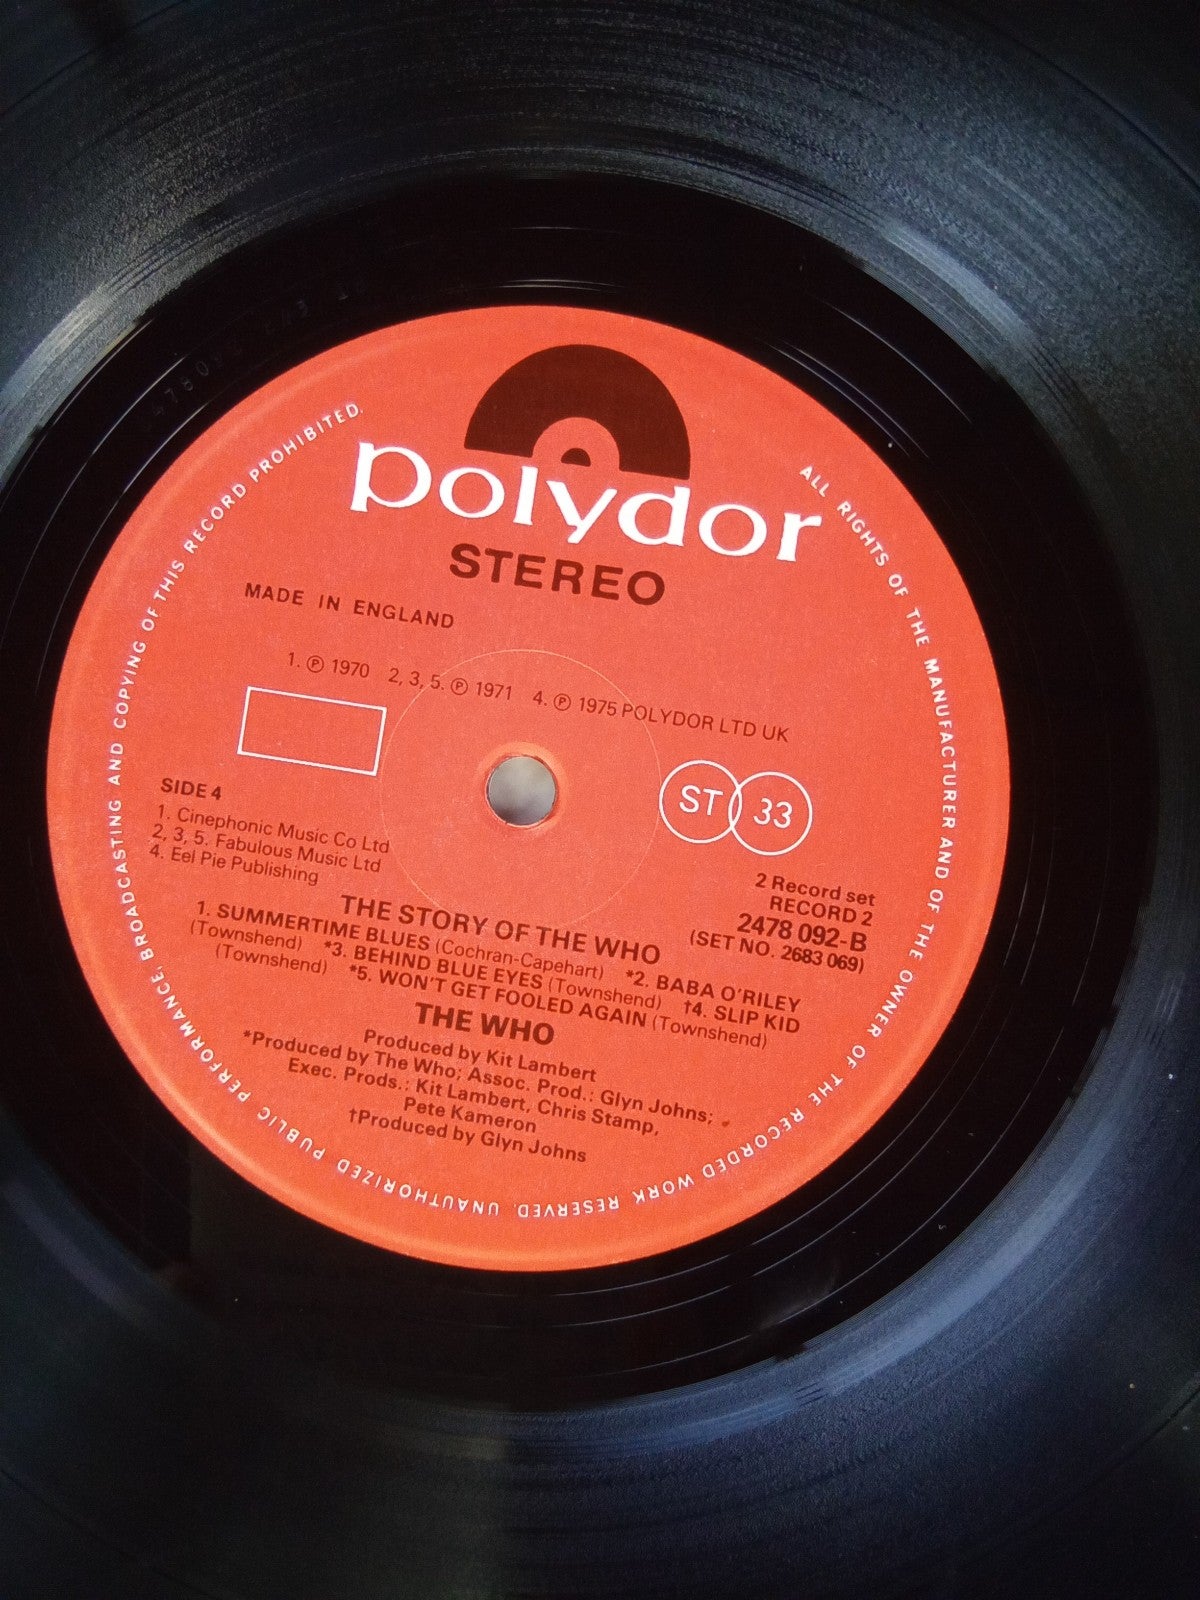 polydor
STEREO
MADE IN ENGLAND
1. ℗ 1970 2, 3, 5. ℗ 1971 4. ℗ 1975 POLYDOR LTD UK
ST 33
SIDE 4
1. Cinephonic Music Co Ltd
2, 3, 5. Fabulous Music Ltd
4. Eel Pie Publishing
2 Record set
RECORD 2
2478 092-B
(SET NO. 2683 069)
THE STORY OF THE WHO
1. SUMMERTIME BLUES (Cochran-Capehart) *2. BABA O'RILEY
(Townshend) *3. BEHIND BLUE EYES (Townshend) †4. SLIP KID
(Townshend) *5. WON'T GET FOOLED AGAIN (Townshend)
THE WHO
Produced by Kit Lambert
*Produced by The Who; Assoc. Prod.: Glyn Johns;
Exec. Prods.: Kit Lambert, Chris Stamp,
Pete Kameron
†Produced by Glyn Johns
ALL RIGHTS OF THE MANUFACTURER AND OF THE OWNER OF THE RECORDED WORK RESERVED. UNAUTHORIZED PUBLIC PERFORMANCE, BROADCASTING AND COPYING OF THIS RECORD PROHIBITED.